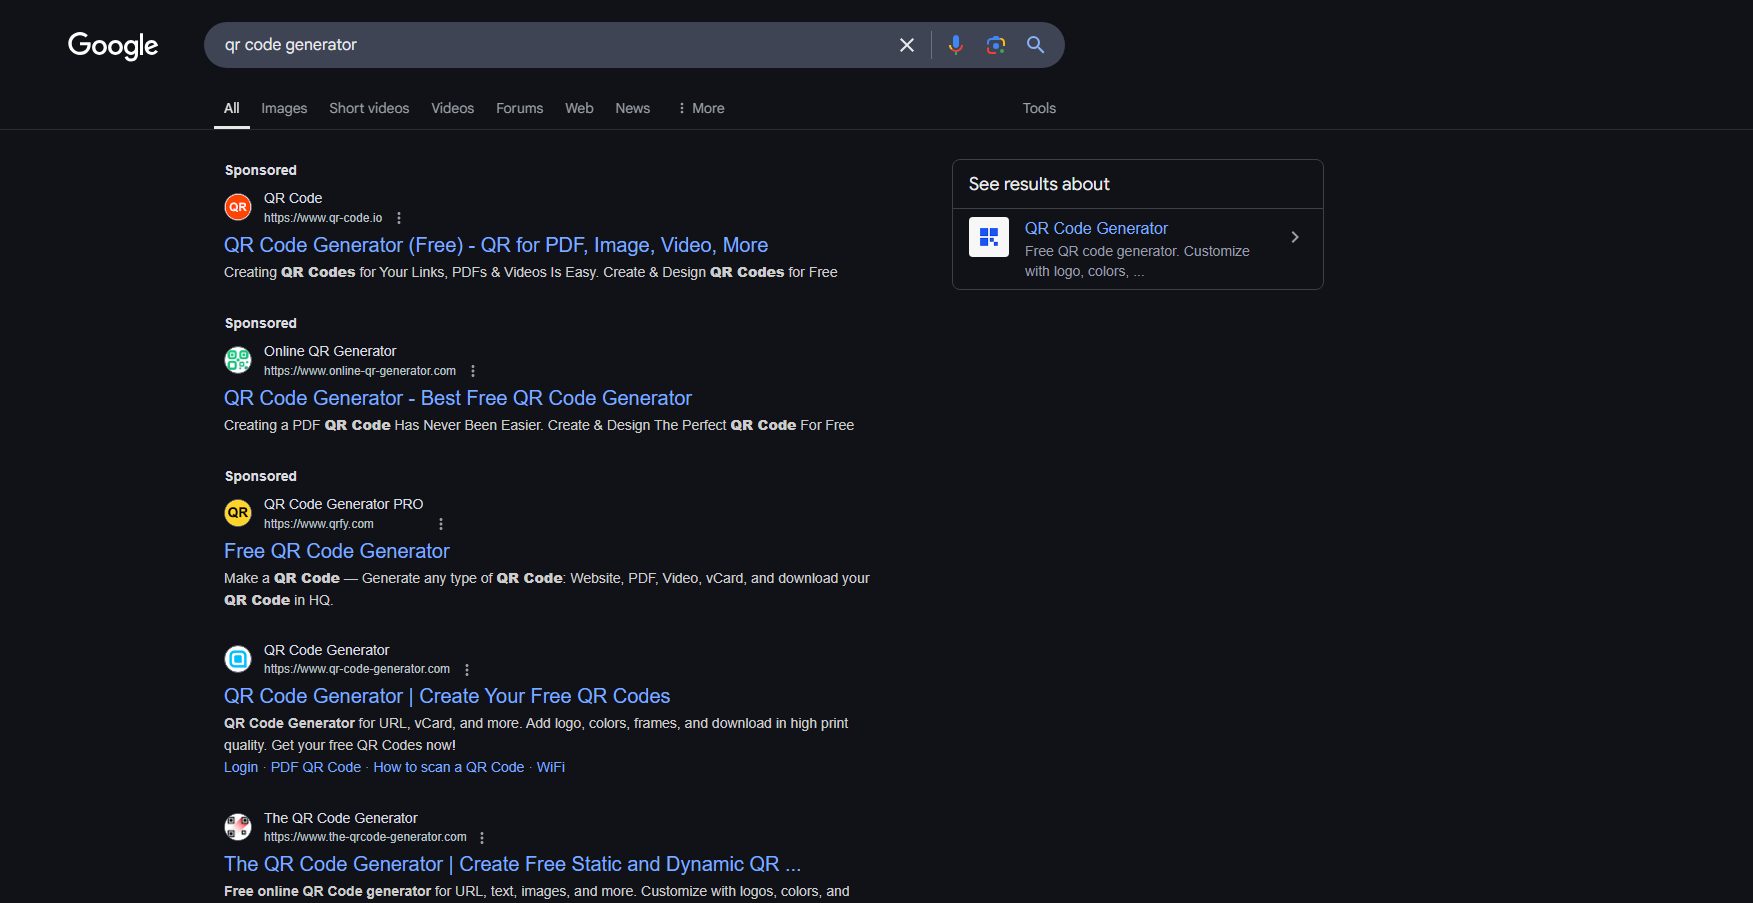 Google
qr code generator
All Images Short videos Videos Forums Web News More Tools
Sponsored
QR
QR Code
https://www.qr-code.io
QR Code Generator (Free) - QR for PDF, Image, Video, More
Creating QR Codes for Your Links, PDFs & Videos Is Easy. Create & Design QR Codes for Free
Sponsored
Online QR Generator
https://www.online-qr-generator.com
QR Code Generator - Best Free QR Code Generator
Creating a PDF QR Code Has Never Been Easier. Create & Design The Perfect QR Code For Free
Sponsored
QR
QR Code Generator PRO
https://www.qrfy.com
Free QR Code Generator
Make a QR Code — Generate any type of QR Code: Website, PDF, Video, vCard, and download your
QR Code in HQ.
QR Code Generator
https://www.qr-code-generator.com
QR Code Generator | Create Your Free QR Codes
QR Code Generator for URL, vCard, and more. Add logo, colors, frames, and download in high print
quality. Get your free QR Codes now!
Login · PDF QR Code · How to scan a QR Code · WiFi
The QR Code Generator
https://www.the-qrcode-generator.com
The QR Code Generator | Create Free Static and Dynamic QR ...
Free online QR Code generator for URL, text, images, and more. Customize with logos, colors, and
See results about
QR Code Generator
Free QR code generator. Customize
with logo, colors, ...